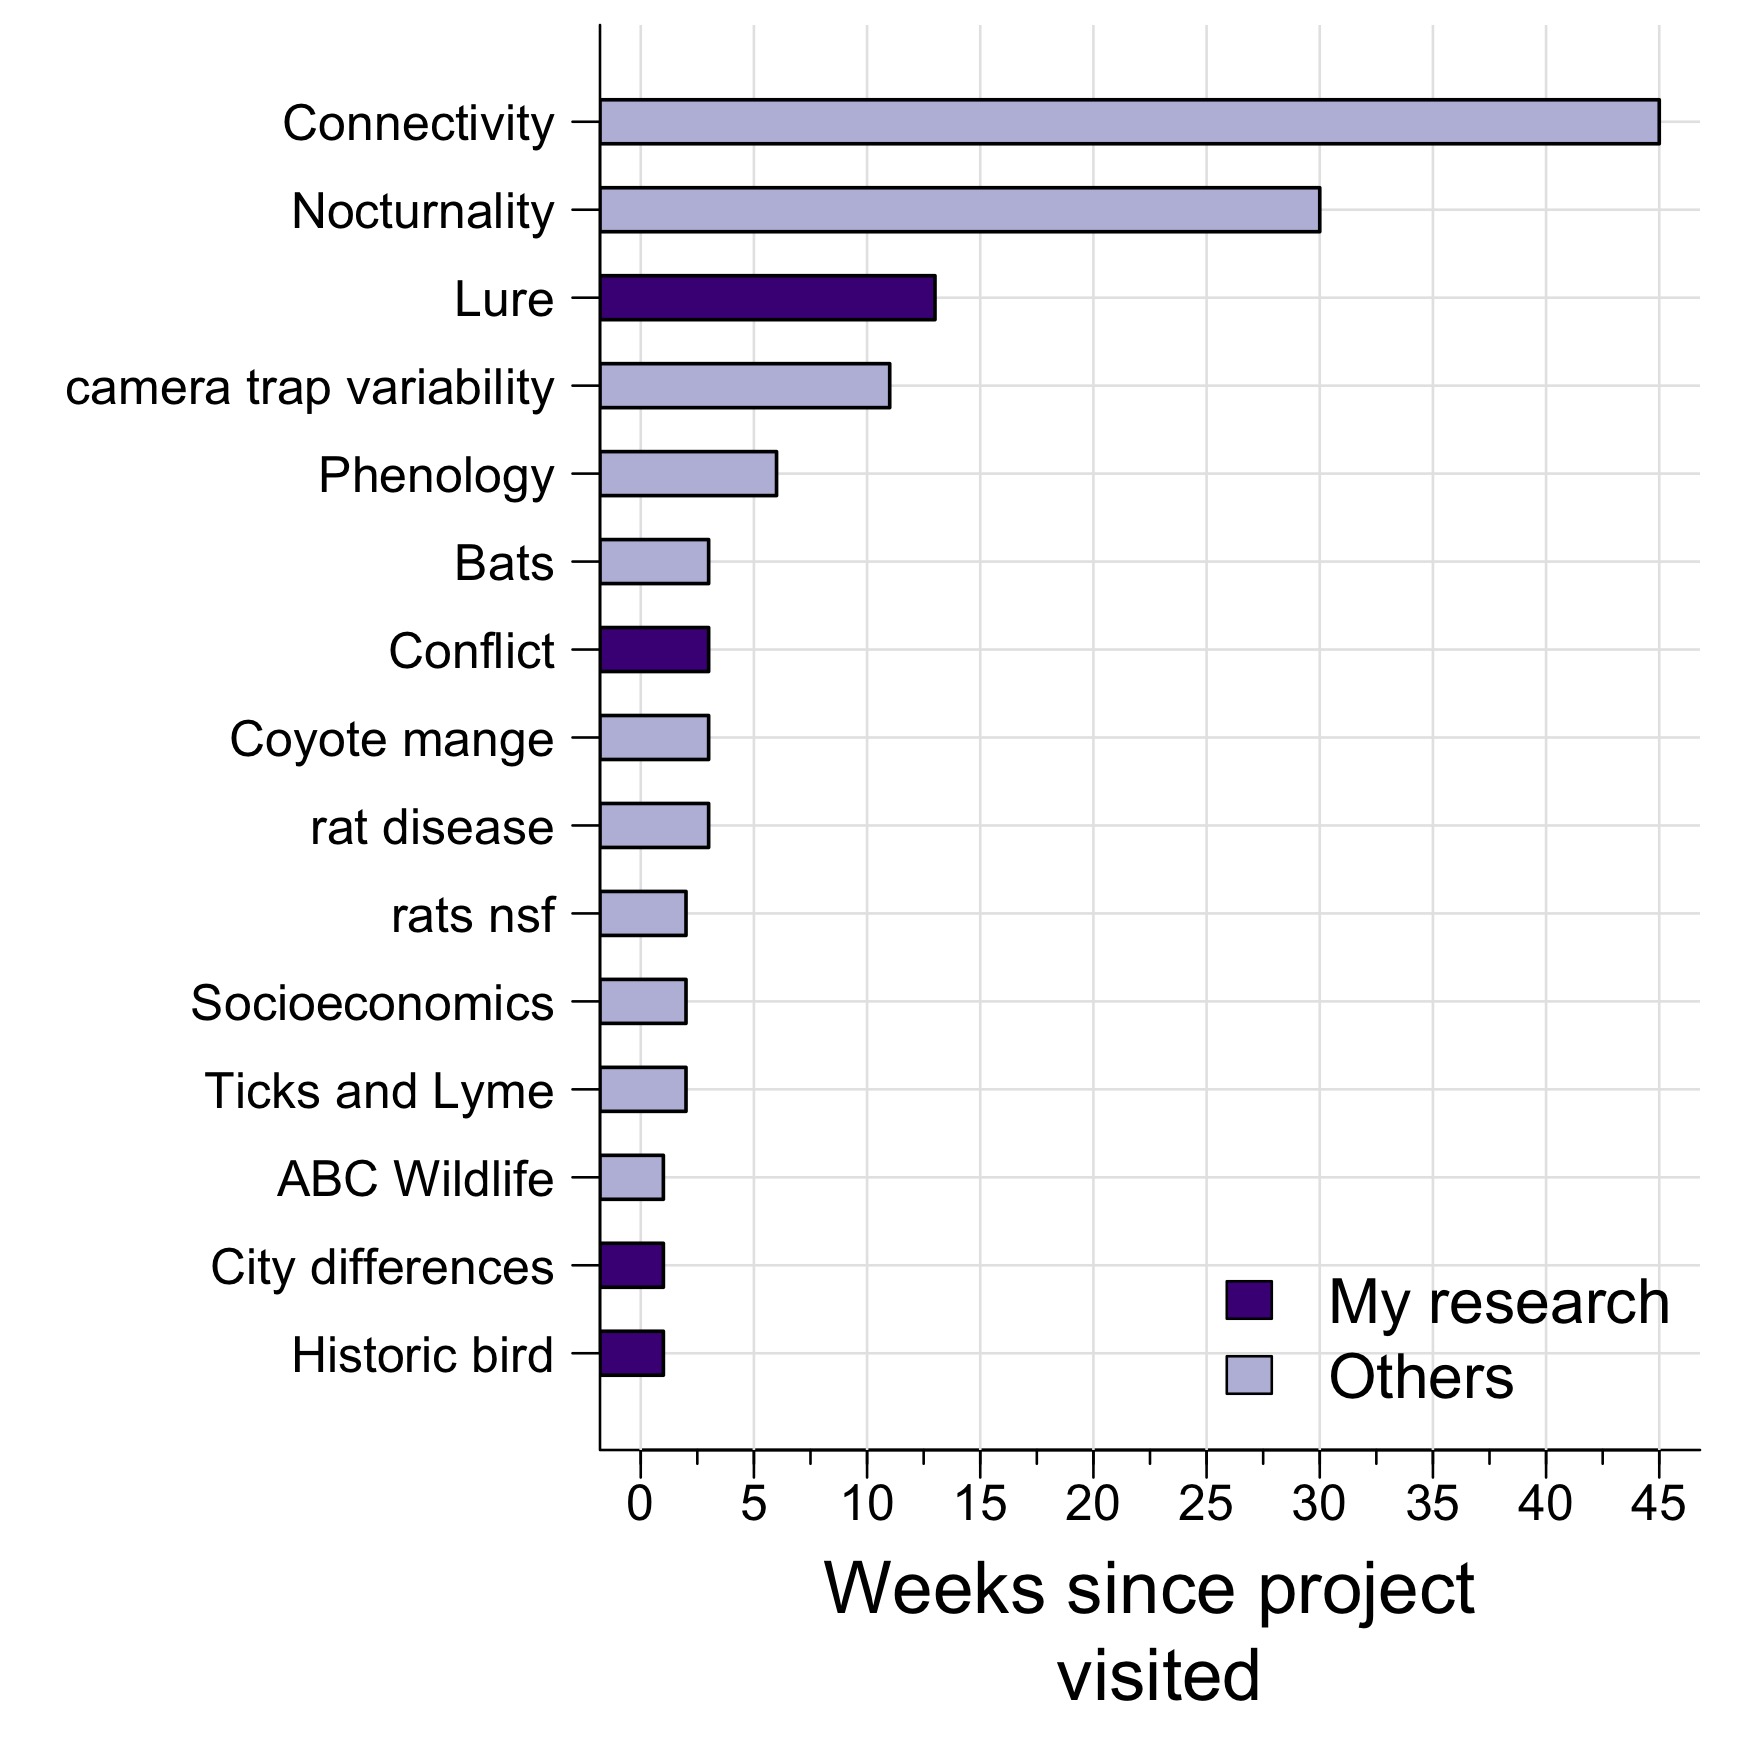 Connectivity
Nocturnality
Lure
camera trap variability
Phenology
Bats
Conflict
Coyote mange
rat disease
rats nsf
Socioeconomics
Ticks and Lyme
ABC Wildlife
City differences
Historic bird
My research
Others
0 5 10 15 20 25 30 35 40 45
Weeks since project
visited